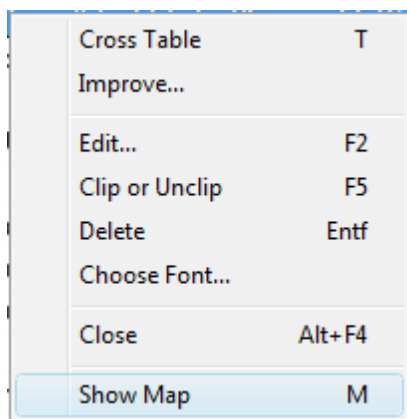 Cross Table T
Improve...
Edit... F2
Clip or Unclip F5
Delete Entf
Choose Font...
Close Alt+F4
Show Map M